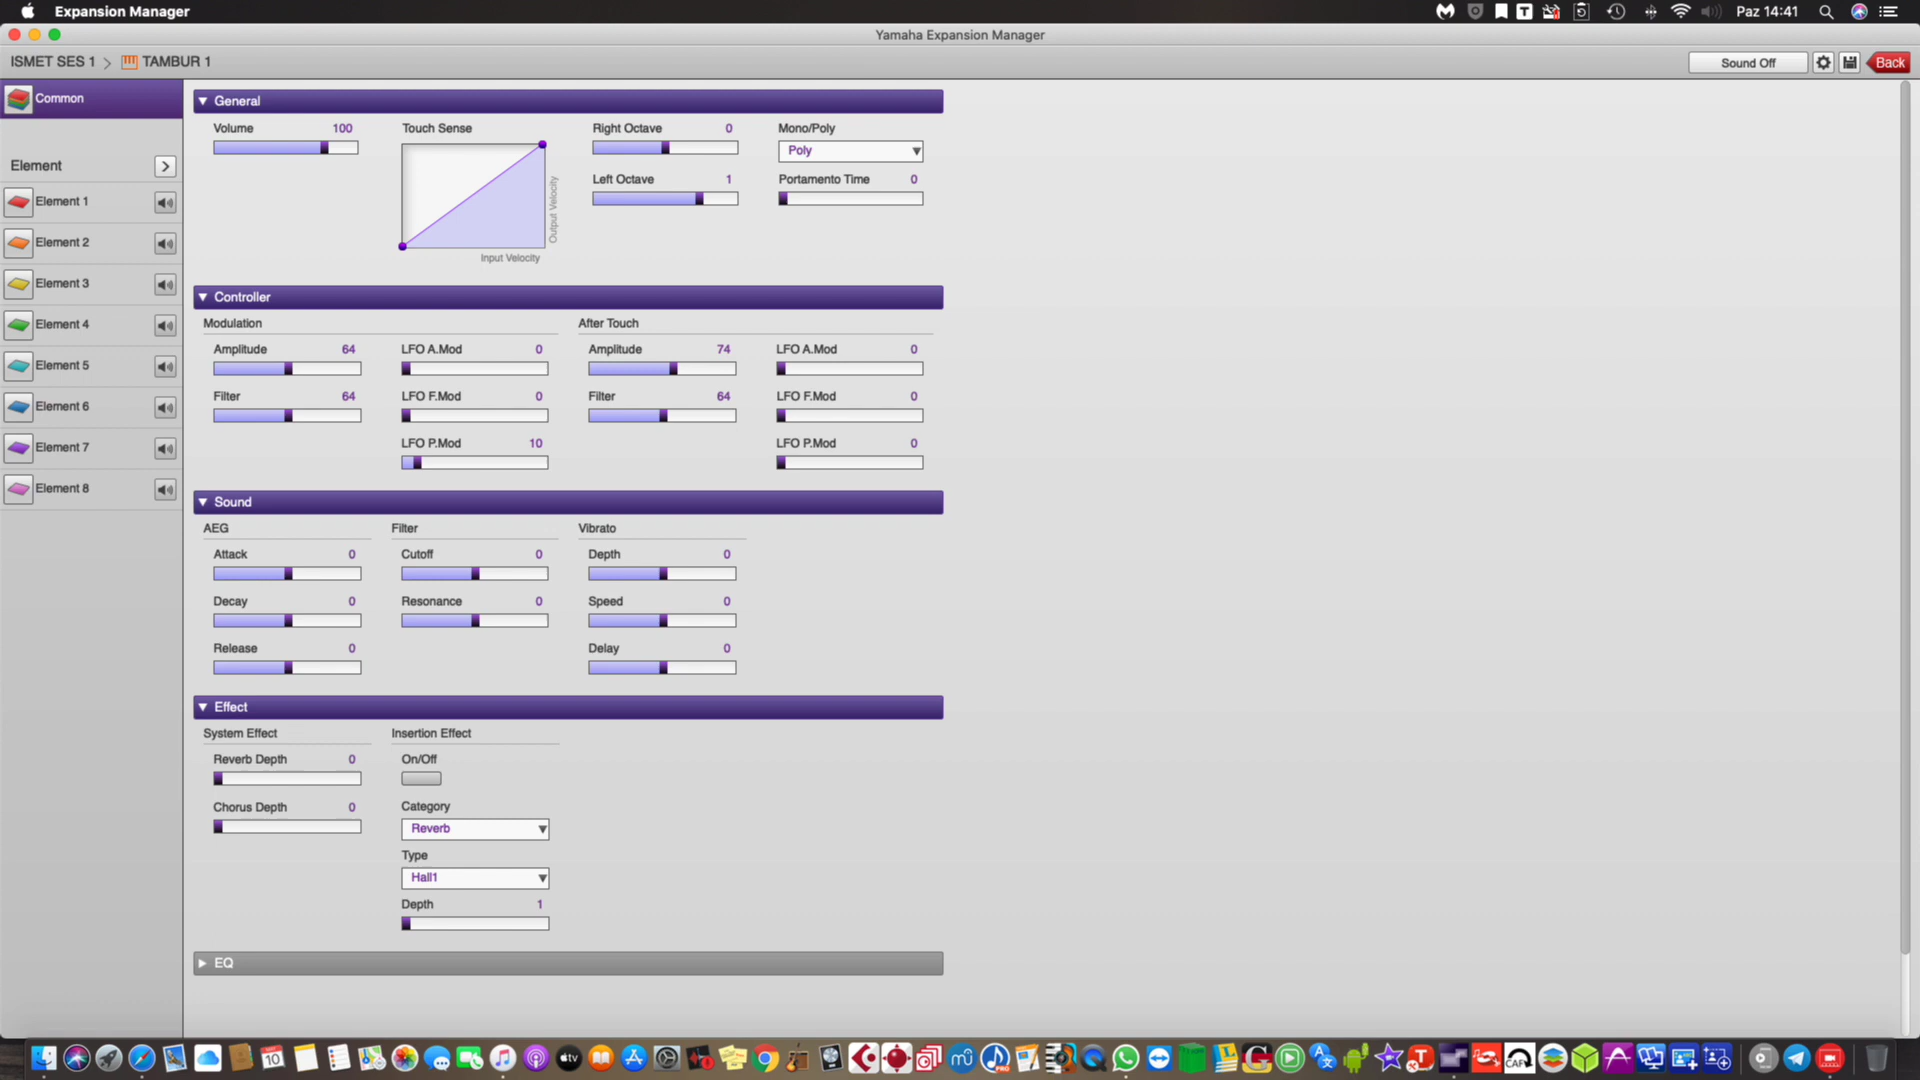 Expansion Manager
Paz 14:41
Yamaha Expansion Manager
ISMET SES 1 > TAMBUR 1
Sound Off
Back
Common
Element
Element 1
Element 2
Element 3
Element 4
Element 5
Element 6
Element 7
Element 8
General
Volume 100
Touch Sense
Output Velocity
Input Velocity
Right Octave 0
Left Octave 1
Mono/Poly
Poly
Portamento Time 0
Controller
Modulation
Amplitude 64
Filter 64
LFO A.Mod 0
LFO F.Mod 0
LFO P.Mod 10
After Touch
Amplitude 74
Filter 64
LFO A.Mod 0
LFO F.Mod 0
LFO P.Mod 0
Sound
AEG
Attack 0
Decay 0
Release 0
Filter
Cutoff 0
Resonance 0
Vibrato
Depth 0
Speed 0
Delay 0
Effect
System Effect
Reverb Depth 0
Chorus Depth 0
Insertion Effect
On/Off
Category
Reverb
Type
Hall1
Depth 1
EQ
10
tv
PRO
CAF